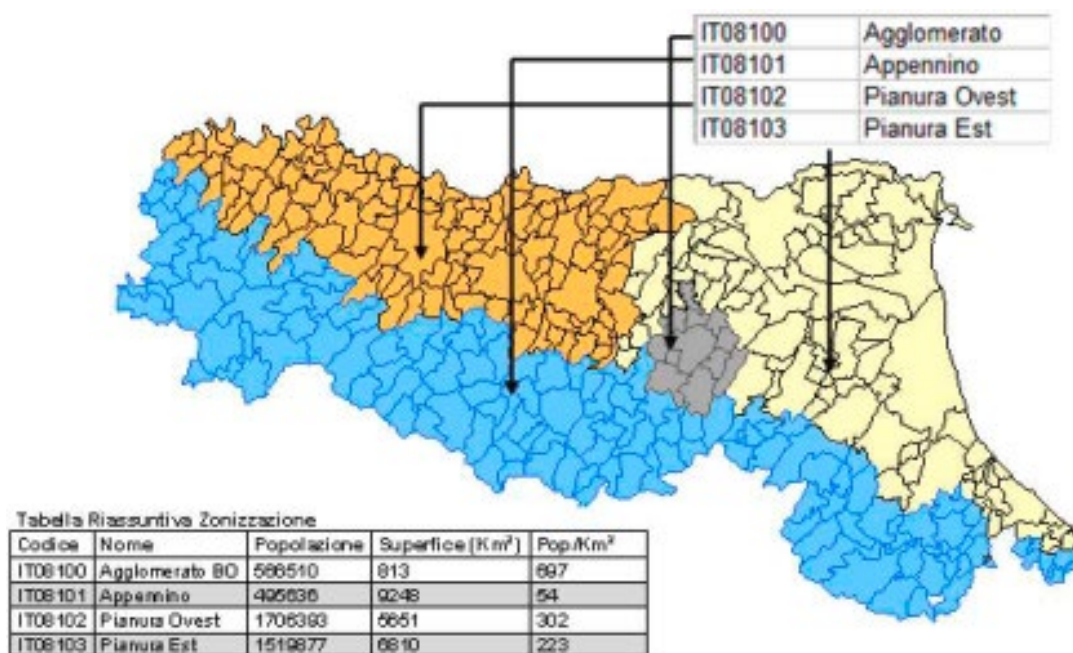 IT08100 Agglomerato
IT08101 Appennino
IT08102 Pianura Ovest
IT08103 Pianura Est
Tabella Riassuntiva Zonizzazione
Codice Nome Popolazione Superfice (Km²) Pop/Km²
IT08100 Agglomerato BO 566510 813 697
IT08101 Appennino 495636 9248 54
IT08102 Pianura Ovest 1706393 5651 302
IT08103 Pianura Est 1519877 6810 223